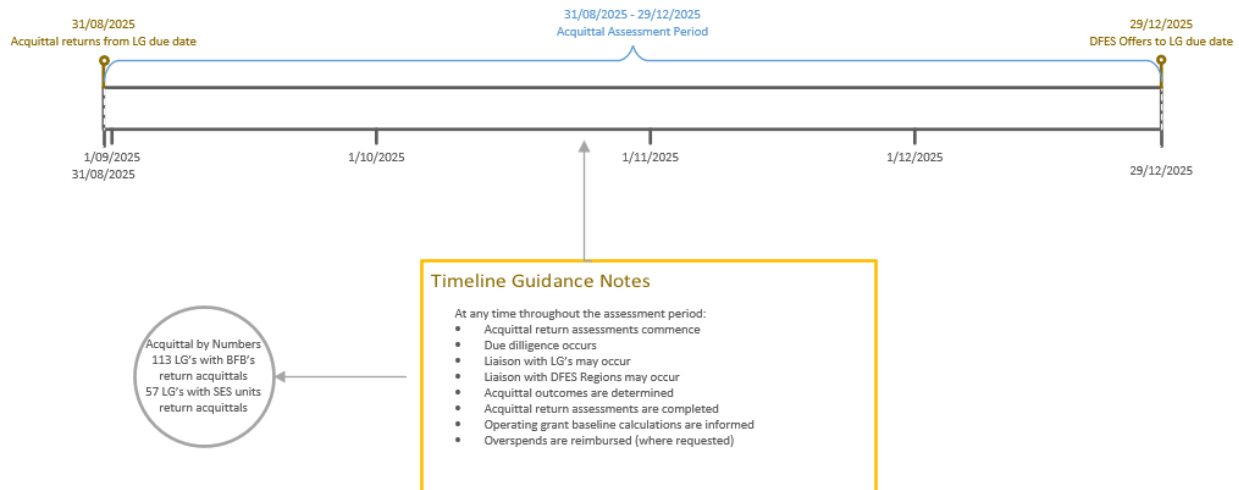 31/08/2025 - 29/12/2025
Acquittal Assessment Period
31/08/2025
Acquittal returns from LG due date
29/12/2025
DFES Offers to LG due date
1/09/2025
31/08/2025
1/10/2025
1/11/2025
1/12/2025
29/12/2025
Timeline Guidance Notes
At any time throughout the assessment period:
• Acquittal return assessments commence
• Due dilligence occurs
• Liaison with LG's may occur
• Liaison with DFES Regions may occur
• Acquittal outcomes are determined
• Acquittal return assessments are completed
• Operating grant baseline calculations are informed
• Overspends are reimbursed (where requested)
Acquittal by Numbers
113 LG's with BFB's
return acquittals
57 LG's with SES units
return acquittals